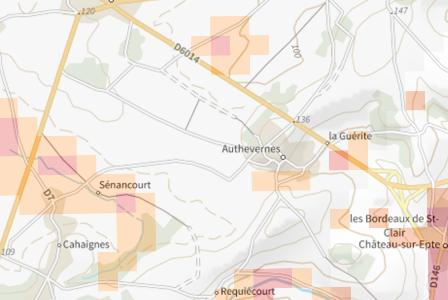 120
147
D6014
100
136
la Guérite
Authevernes
Sénancourt
D7
les Bordeaux de St-
Clair
Château-sur-Epte
Cahaignes
109
D146
Requiécourt